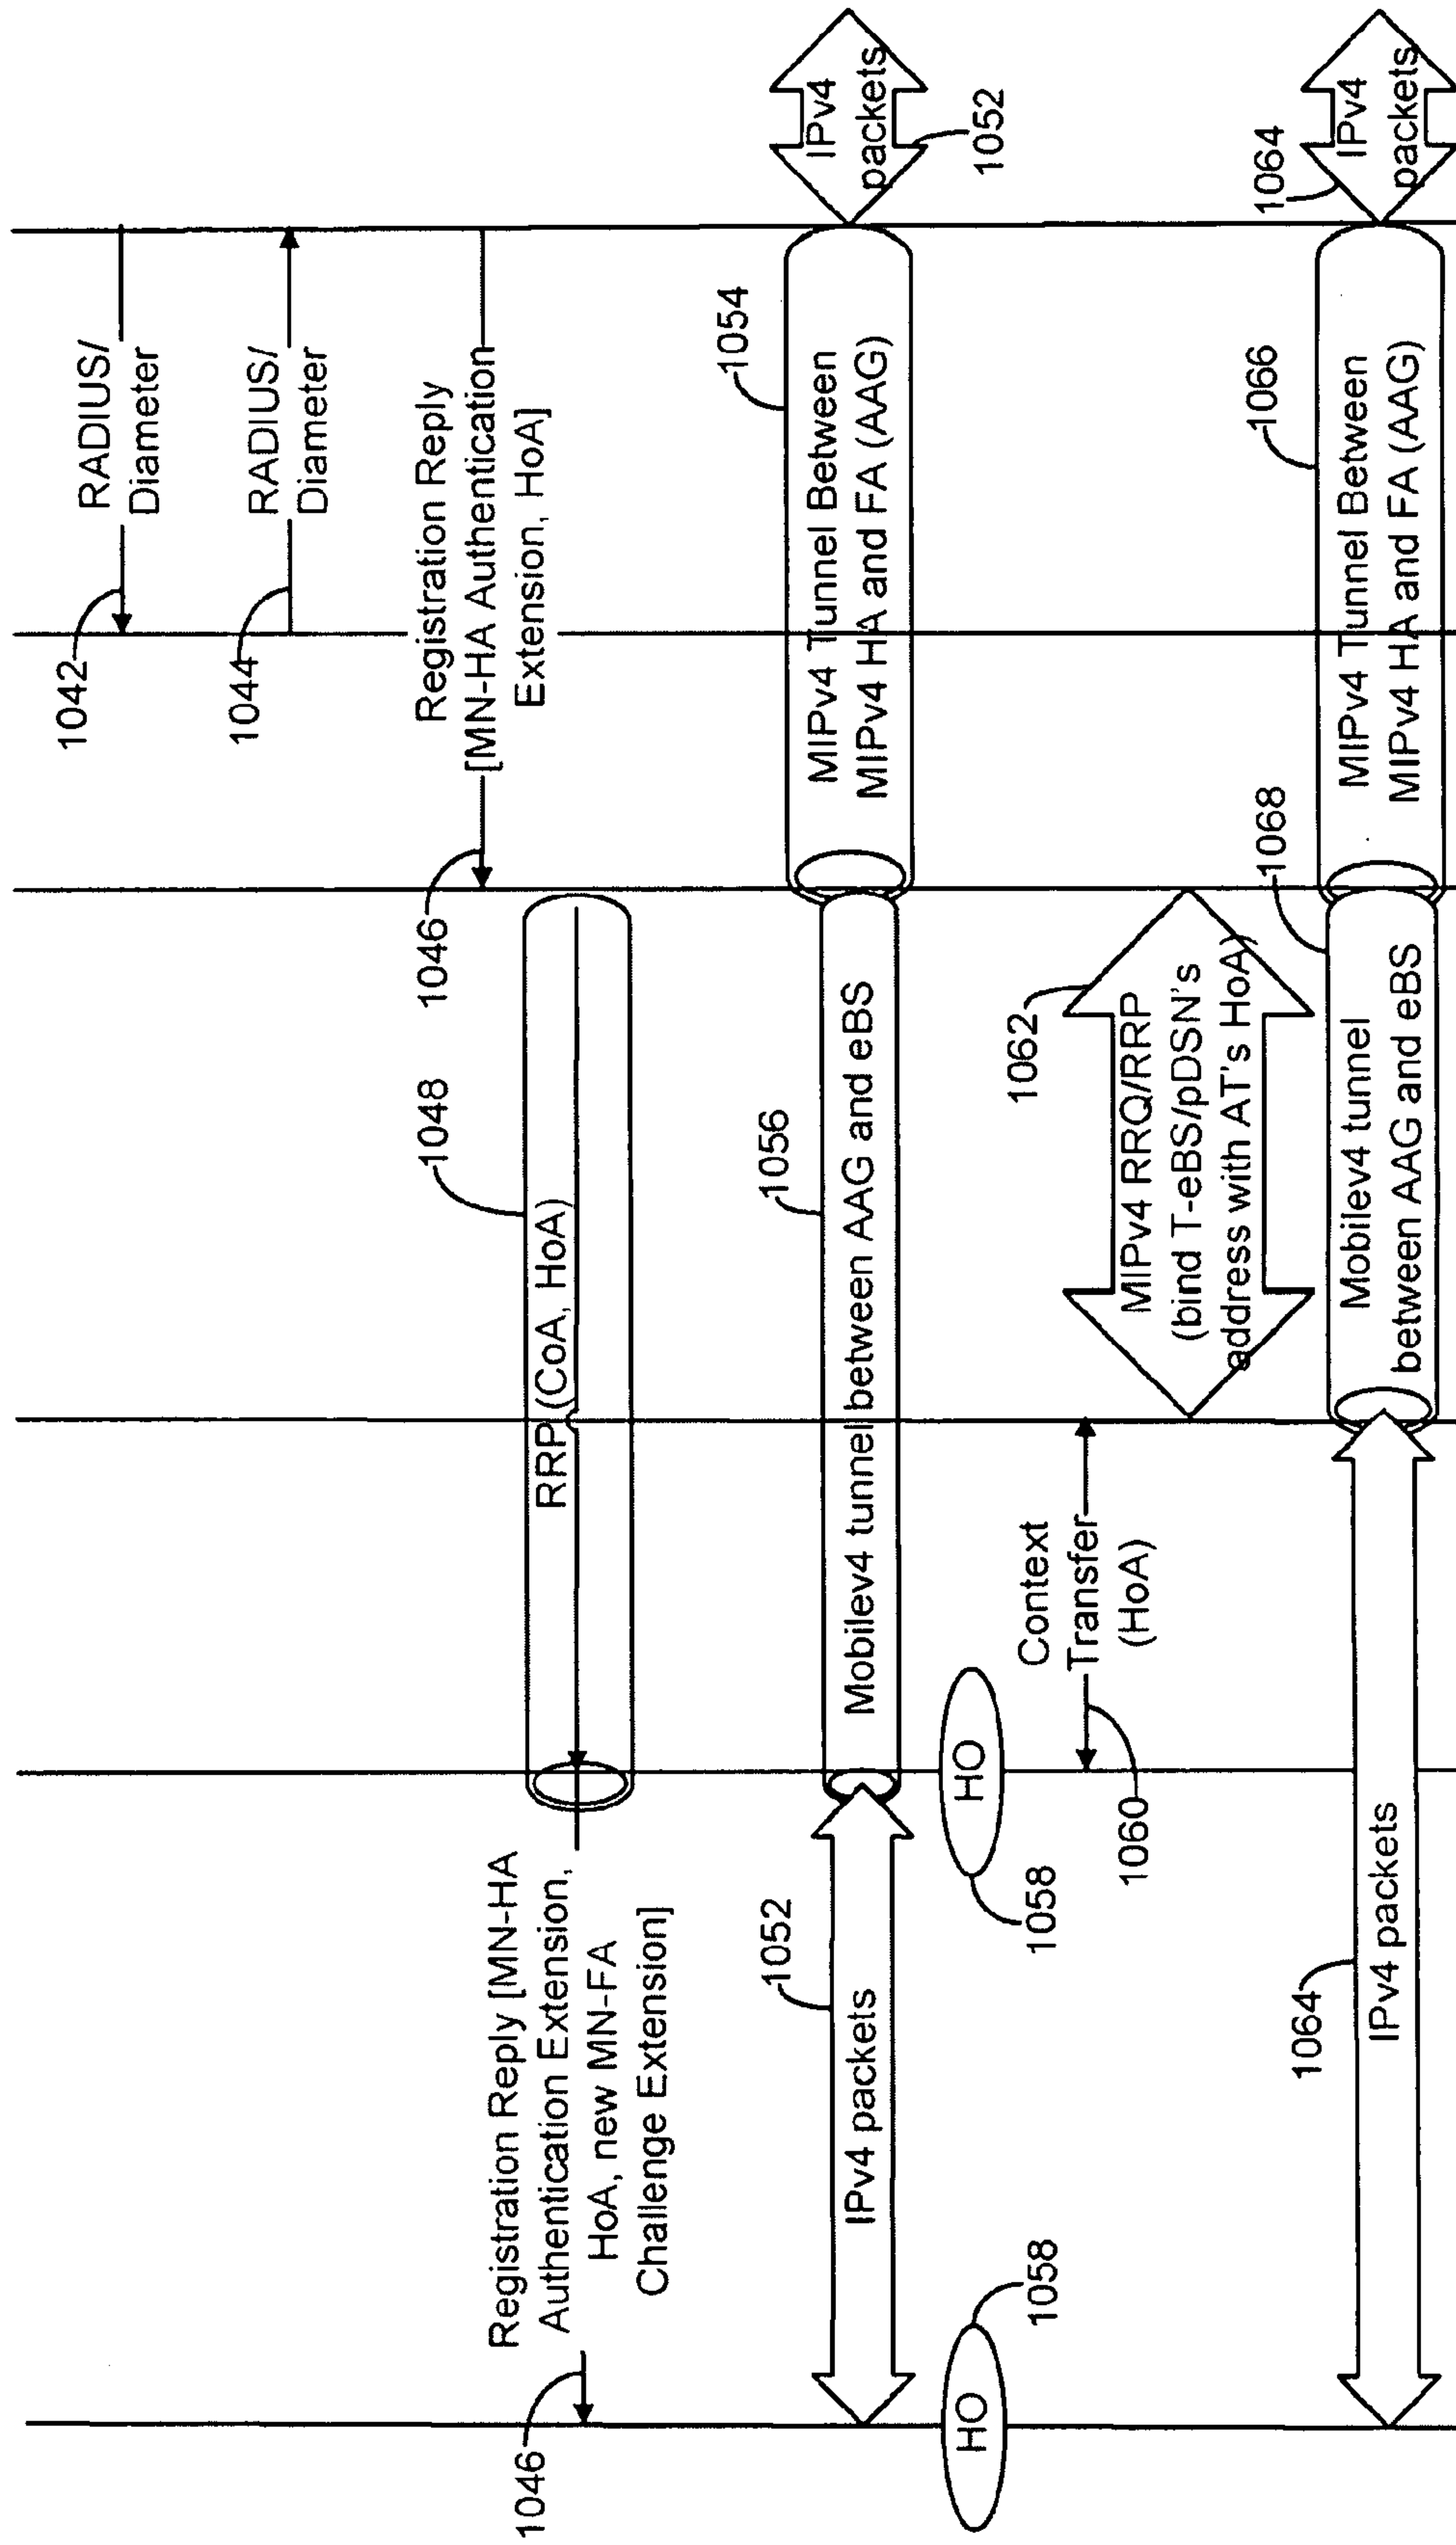 1042
RADIUS/
Diameter
1044
RADIUS/
Diameter
1046
Registration Reply [MN-HA
Authentication Extension,
HoA, new MN-FA
Challenge Extension]
1048
RRP (CoA, HoA)
1046
Registration Reply
[MN-HA Authentication
Extension, HoA]
1052
IPv4 packets
1056
Mobilev4 tunnel between AAG and eBS
1054
MIPv4 Tunnel Between
MIPv4 HA and FA (AAG)
IPv4
packets
1052
HO
1058
HO
1058
Context
Transfer
(HoA)
1060
1062
MIPv4 RRQ/RRP
(bind T-eBS/pDSN's
address with AT's HoA)
1064
IPv4 packets
1068
Mobilev4 tunnel
between AAG and eBS
1066
MIPv4 Tunnel Between
MIPv4 HA and FA (AAG)
1064
IPv4
packets